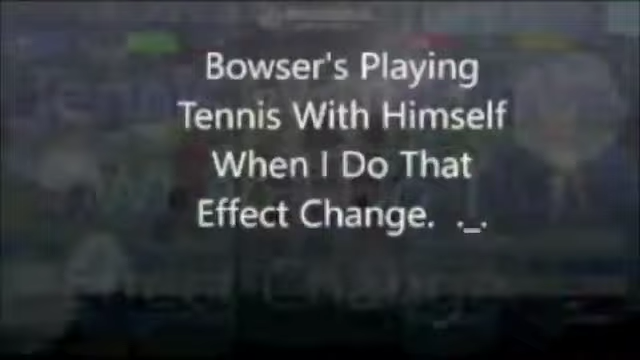 Bowser's Playing
Tennis With Himself
When I Do That
Effect Change. ._.